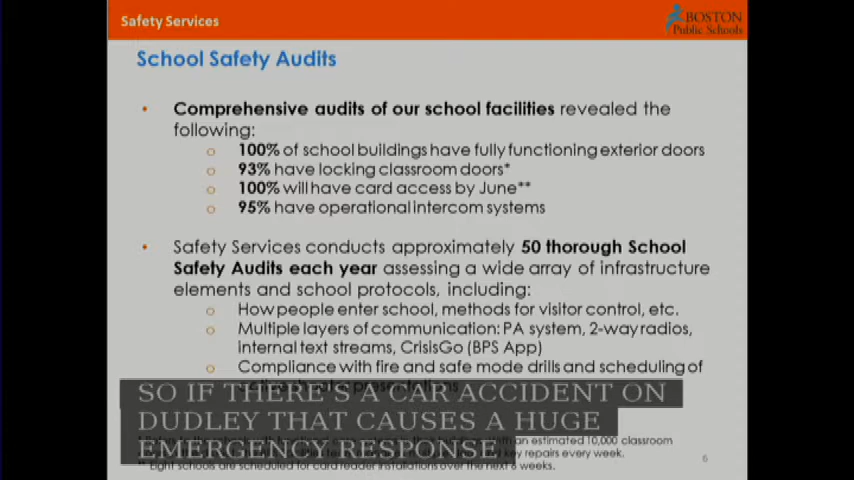 Safety Services
BOSTON
Public Schools
School Safety Audits
• Comprehensive audits of our school facilities revealed the
following:
o 100% of school buildings have fully functioning exterior doors
o 93% have locking classroom doors*
o 100% will have card access by June**
o 95% have operational intercom systems
• Safety Services conducts approximately 50 thorough School
Safety Audits each year assessing a wide array of infrastructure
elements and school protocols, including:
o How people enter school, methods for visitor control, etc.
o Multiple layers of communication: PA system, 2-way radios,
internal text streams, CrisisGo (BPS App)
o Compliance with fire and safe mode drills and scheduling of
SO IF THERE'S A CAR ACCIDENT ON
DUDLEY THAT CAUSES A HUGE
EMERGENCY RESPONSE
an estimated 10,000 classroom
key repairs every week.
** Eight schools are scheduled for card reader installations over the next 6 weeks.
6